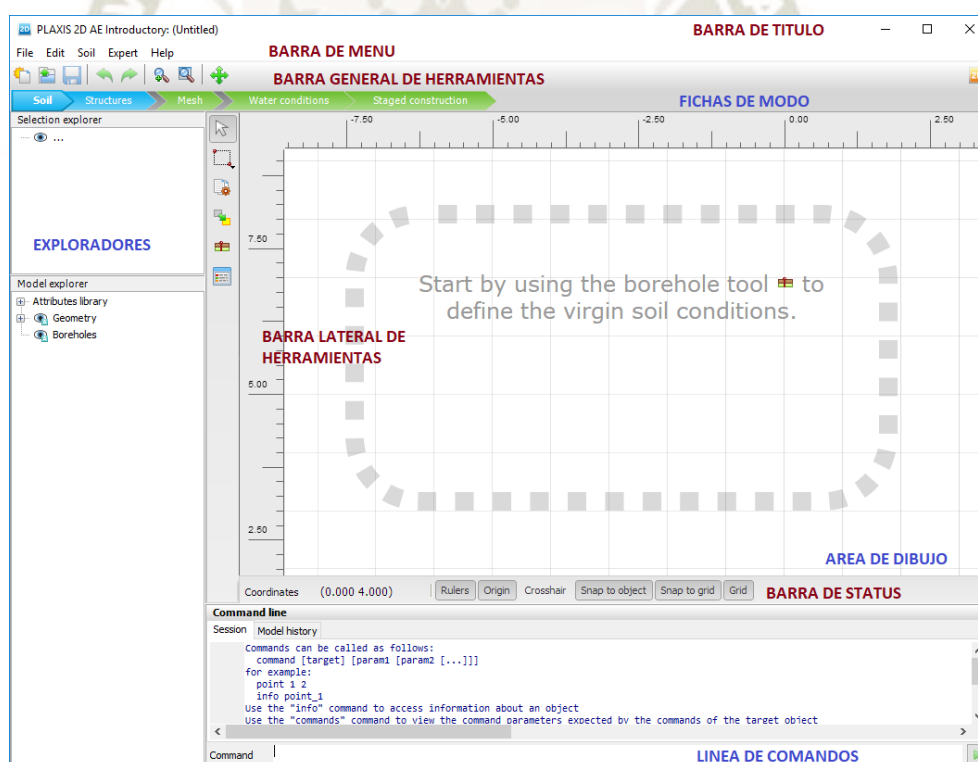 PLAXIS 2D AE Introductory: (Untitled)
BARRA DE TITULO
File Edit Soil Expert Help
BARRA DE MENU
BARRA GENERAL DE HERRAMIENTAS
Soil Structures Mesh Water conditions Staged construction
FICHAS DE MODO
Selection explorer
...
EXPLORADORES
Model explorer
Attributes library
Geometry
Boreholes
-7.50 -5.00 -2.50 0.00 2.50
7.50
5.00
2.50
Start by using the borehole tool to
define the virgin soil conditions.
BARRA LATERAL DE
HERRAMIENTAS
AREA DE DIBUJO
Coordinates (0.000 4.000) Rulers Origin Crosshair Snap to object Snap to grid Grid
BARRA DE STATUS
Command line
Session Model history
Commands can be called as follows:
command [target] [param1 [param2 [...]]]
for example:
point 1 2
info point_1
Use the "info" command to access information about an object
Use the "commands" command to view the command parameters expected by the commands of the target object
Command
LINEA DE COMANDOS